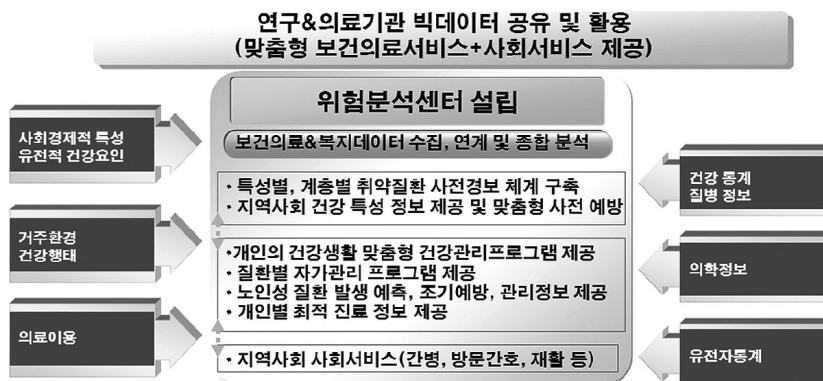 연구&의료기관 빅데이터 공유 및 활용
(맞춤형 보건의료서비스+사회서비스 제공)
위험분석센터 설립
보건의료&복지데이터 수집, 연계 및 종합 분석
사회경제적 특성
유전적 건강요인
거주환경
건강행태
의료이용
• 특성별, 계층별 취약질환 사전경보 체계 구축
• 지역사회 건강 특성 정보 제공 및 맞춤형 사전 예방
•개인의 건강생활 맞춤형 건강관리프로그램 제공
• 질환별 자가관리 프로그램 제공
• 노인성 질환 발생 예측, 조기예방, 관리정보 제공
• 개인별 최적 진료 정보 제공
• 지역사회 사회서비스(간병, 방문간호, 재활 등)
건강 통계
질병 정보
의학정보
유전자통계